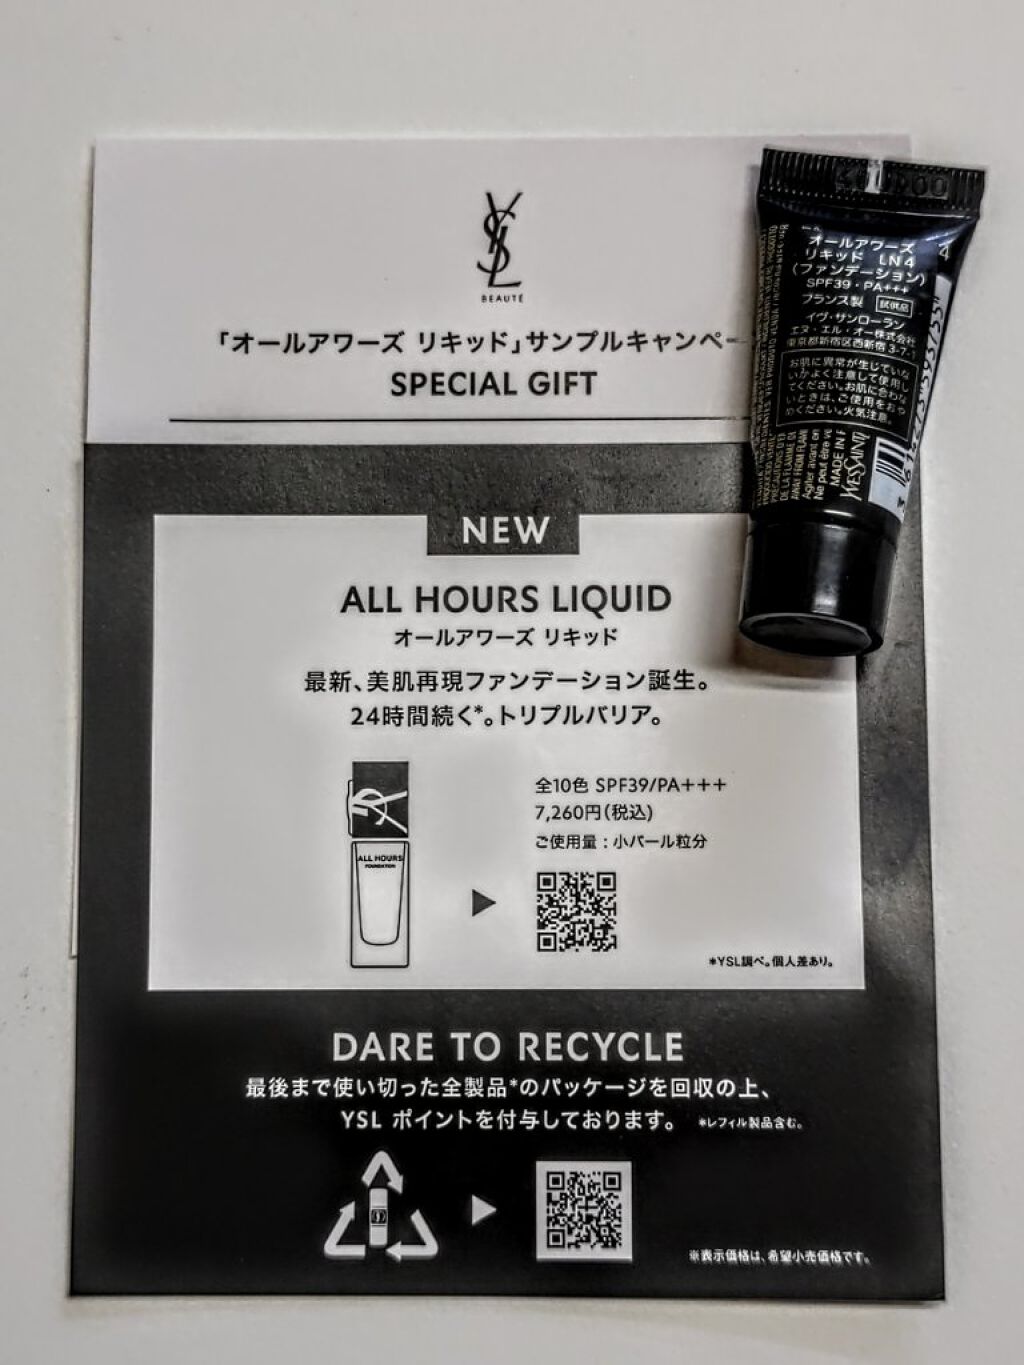 YSL
BEAUTÉ
「オールアワーズ リキッド」サンプルキャンペー
SPECIAL GIFT
NEW
ALL HOURS LIQUID
オールアワーズ リキッド
最新、美肌再現ファンデーション誕生。
24時間続く*。トリプルバリア。
ALL HOURS
FOUNDATION
全10色 SPF39/PA+++
7,260円(税込)
ご使用量：小パール粒分
*YSL調べ。個人差あり。
DARE TO RECYCLE
最後まで使い切った全製品*のパッケージを回収の上、
YSL ポイントを付与しております。 *レフィル製品含む。
※表示価格は、希望小売価格です。
オールアワーズ
リキッド LN4
(ファンデーション)
SPF39・PA+++
フランス製 試供品
イヴ・サンローラン
エヌ・エル・オー株式会社
東京都新宿区西新宿 3-7-1
お肌に異常が生じていな
いかよく注意して使用し
てください。お肌に合わな
いときは、ご使用をおや
めください。火気注意。
DE LA FLAMME
AWAY FROM FLAM
Agiter avant
Ne peut être
MADE IN F
YVESSAINT